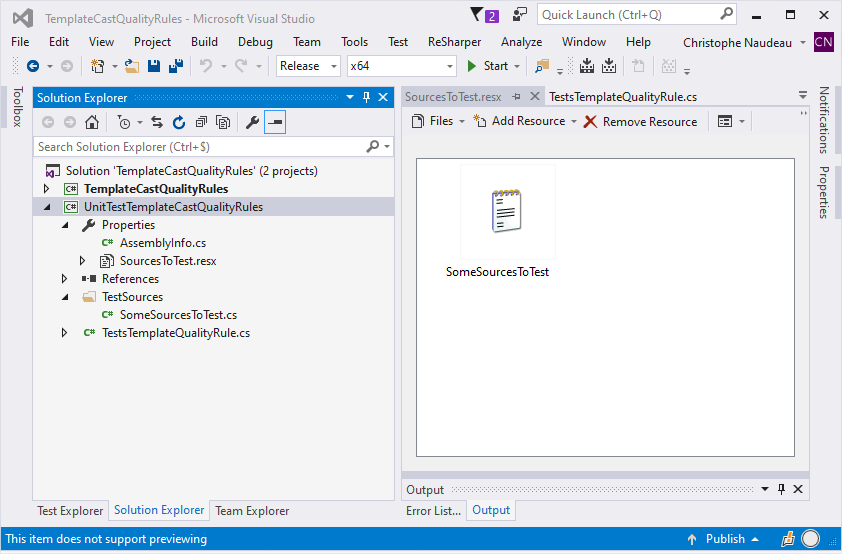 TemplateCastQualityRules - Microsoft Visual Studio
2
Quick Launch (Ctrl+Q)
File Edit View Project Build Debug Team Tools Test ReSharper Analyze Window Help Christophe Naudeau CN
Release x64 Start
Toolbox
Solution Explorer
Search Solution Explorer (Ctrl+$)
Solution 'TemplateCastQualityRules' (2 projects)
C# TemplateCastQualityRules
C# UnitTestTemplateCastQualityRules
Properties
C# AssemblyInfo.cs
SourcesToTest.resx
References
TestSources
C# SomeSourcesToTest.cs
C# TestsTemplateQualityRule.cs
Test Explorer Solution Explorer Team Explorer
SourcesToTest.resx TestsTemplateQualityRule.cs
Files Add Resource Remove Resource
SomeSourcesToTest
Output
Error List... Output
Notifications
Properties
This item does not support previewing
Publish